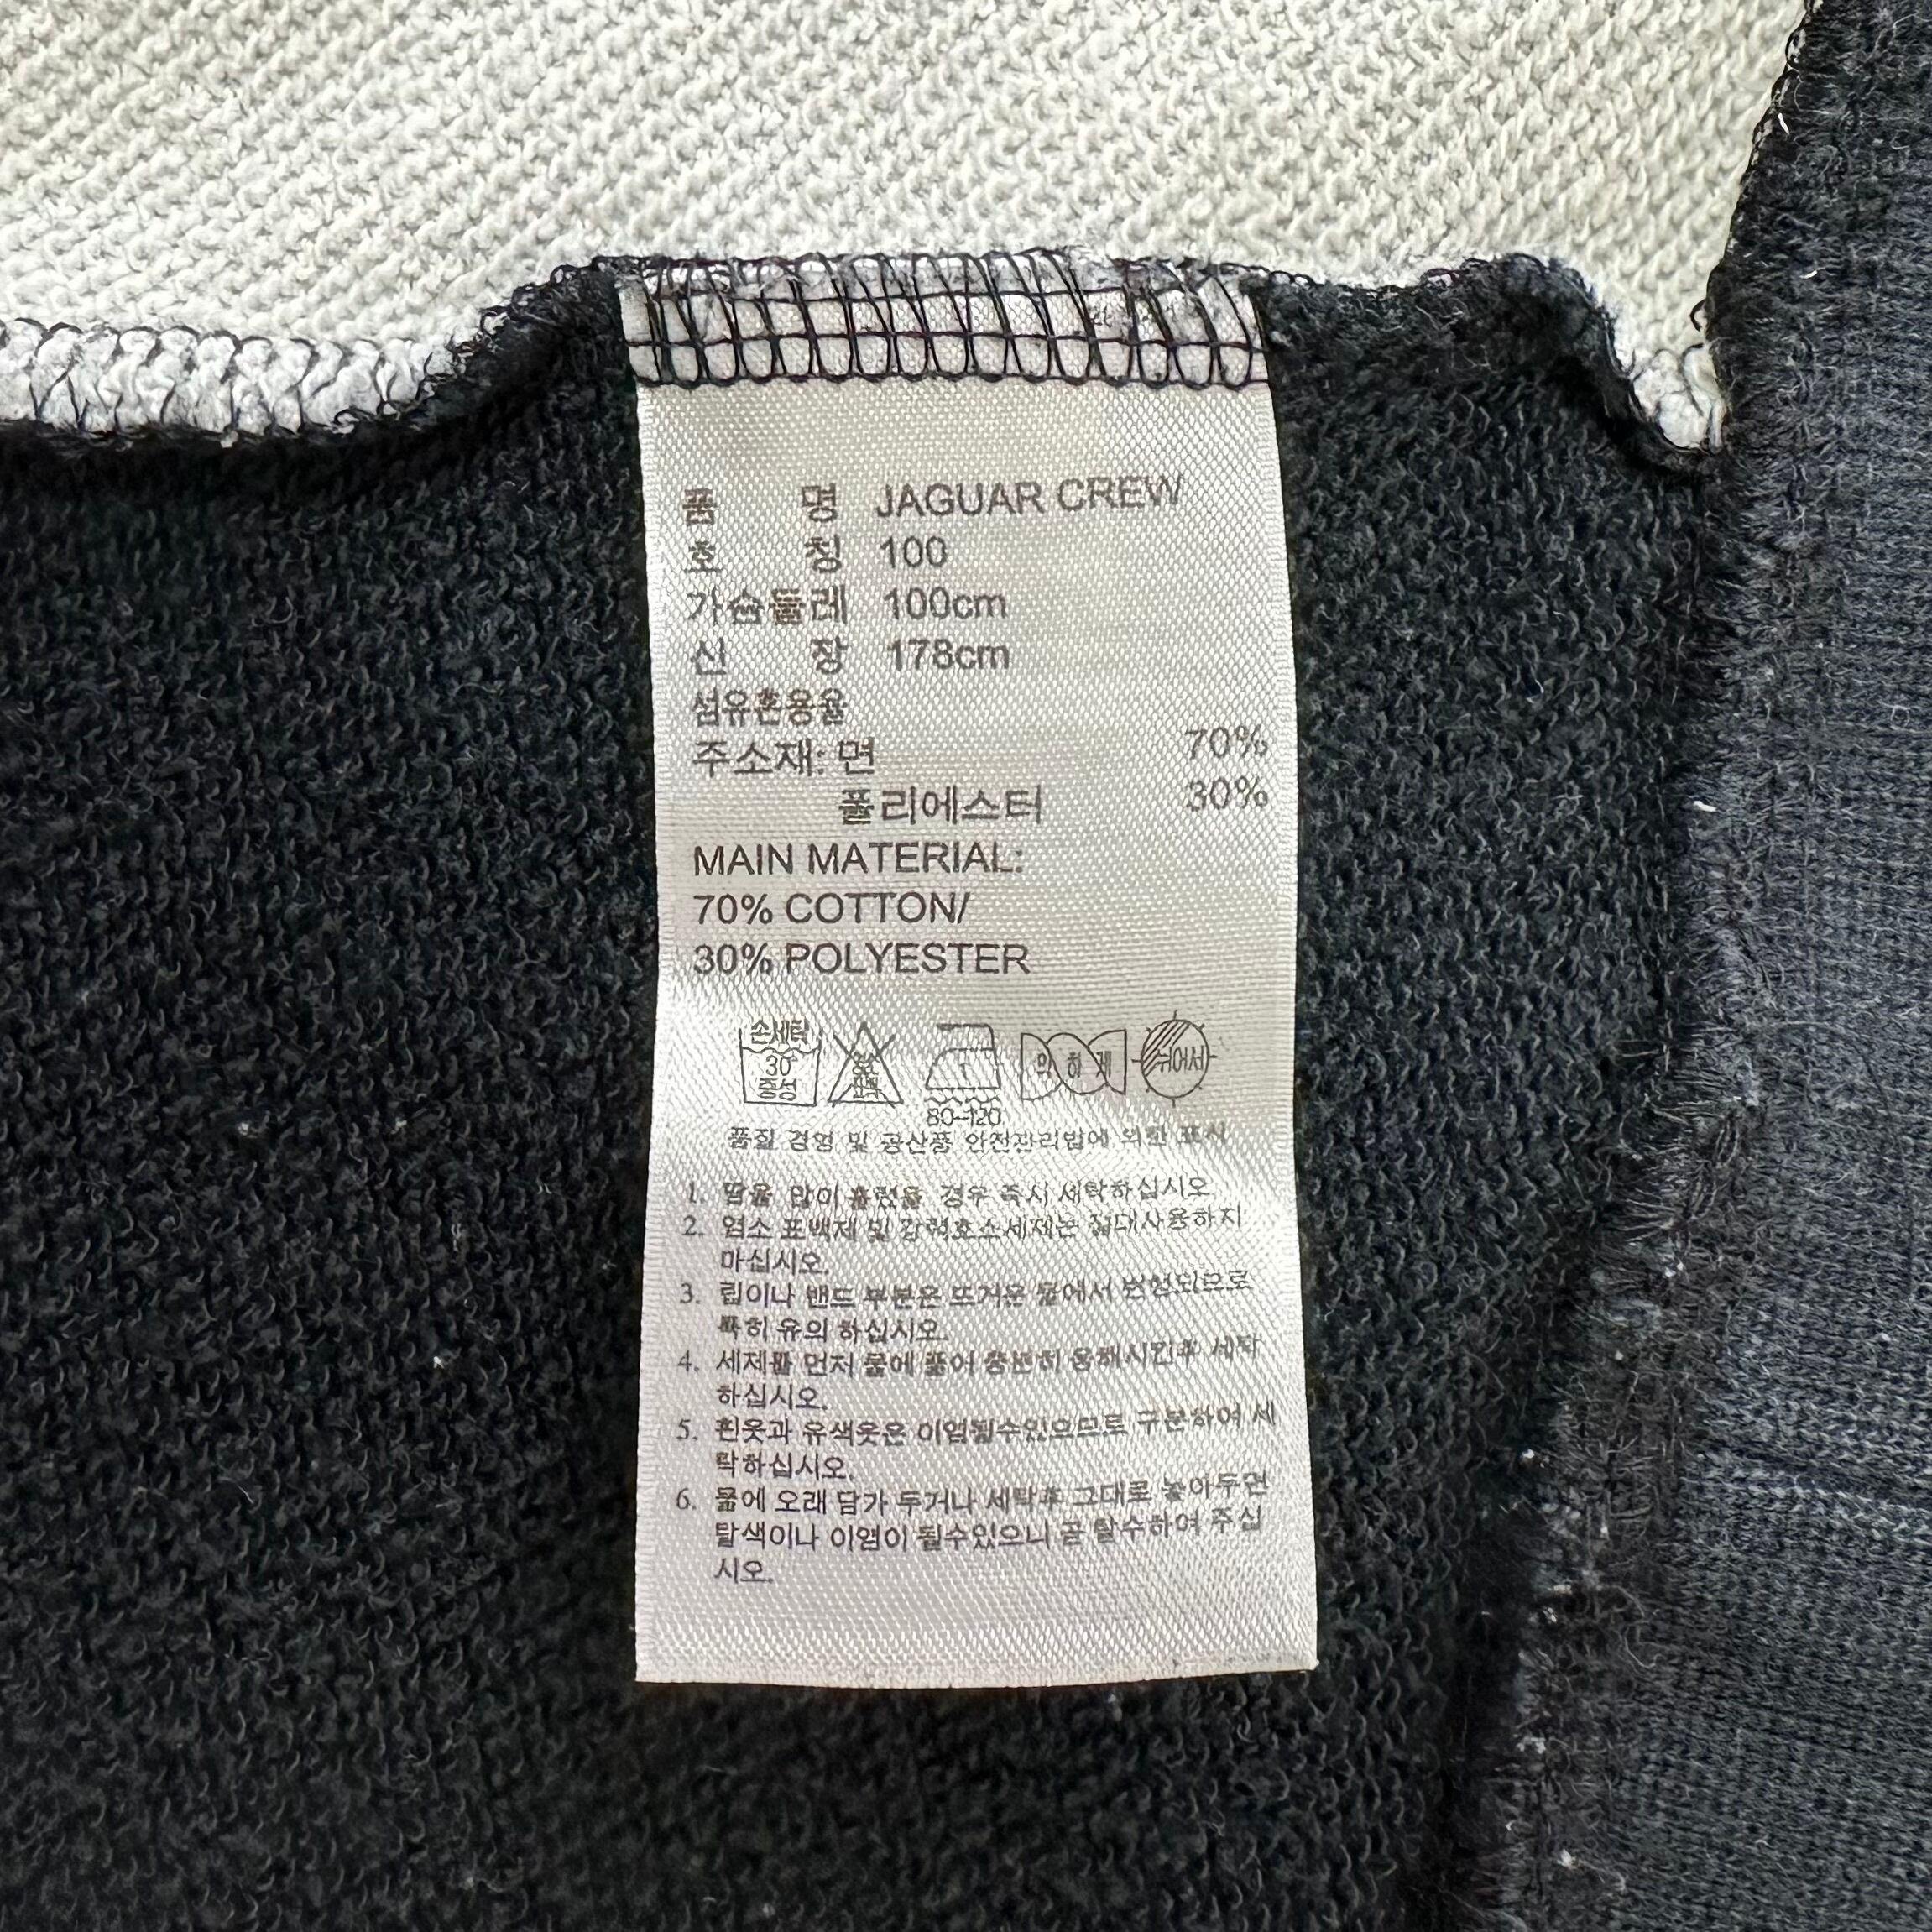 품 명 JAGUAR CREW
호 칭 100
가슴둘레 100cm
신 장 178cm
섬유혼용율
주소재: 면 70%
폴리에스터 30%
MAIN MATERIAL:
70% COTTON/
30% POLYESTER
손세탁
30°
중성
염소
표백
1
80~120
약하게
뉘어서
품질 경영 및 공산품 안전관리법에 의한 표시
1. 땀을 많이 흘렸을 경우 즉시 세탁하십시오
2. 염소 표백제 및 강력효소세제는 절대사용하지
마십시오.
3. 립이나 밴드 부분은 뜨거운 물에서 변형되므로
특히 유의 하십시오.
4. 세제를 먼저 물에 풀어 충분히 용해시킨후 세탁
하십시오.
5. 흰옷과 유색옷은 이염될수있으므로 구분하여 세
탁하십시오.
6. 물에 오래 담가 두거나 세탁후 그대로 놓아두면
탈색이나 이염이 될수있으니 곧 탈수하여 주십
시오.